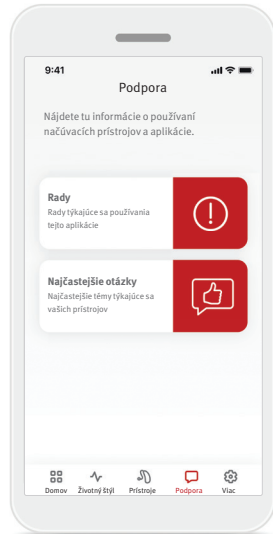 9:41
Podpora
Nájdete tu informácie o používaní
načúvacích prístrojov a aplikácie.
Rady
Rady týkajúce sa používania
tejto aplikácie
Najčastejšie otázky
Najčastejšie témy týkajúce sa
vašich prístrojov
Domov Životný štýl Prístroje Podpora Viac